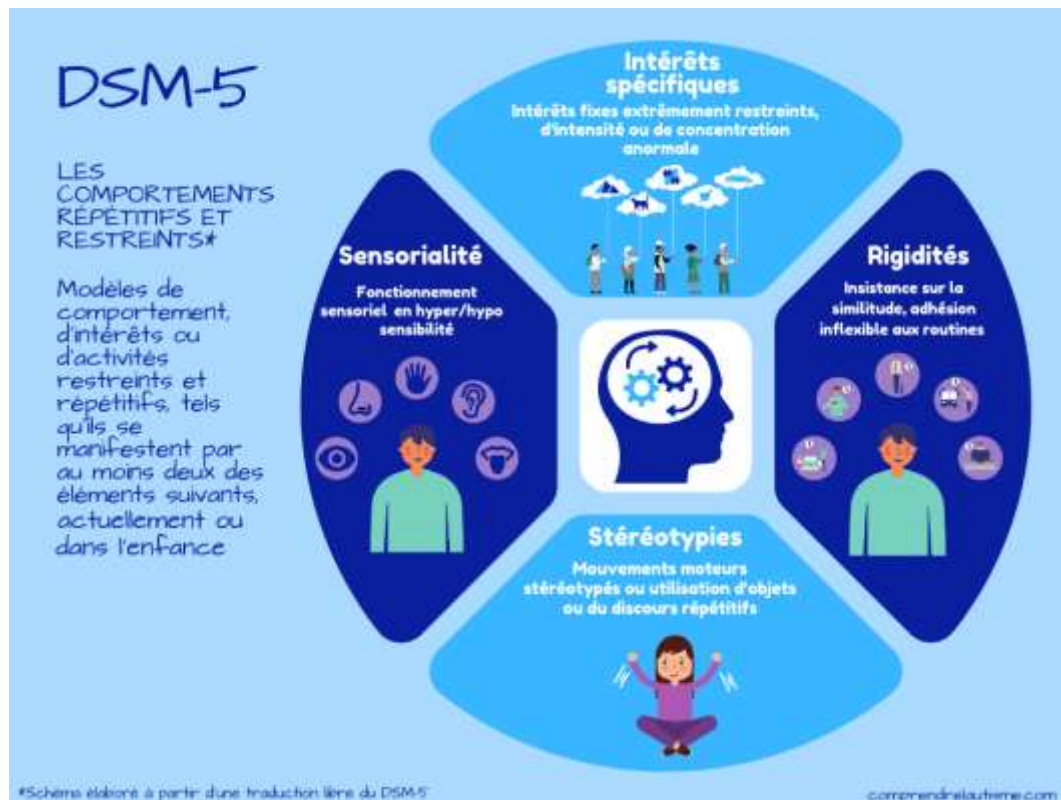 DSM-5
LES
COMPORTEMENTS
RÉPÉTITIFS ET
RESTREINTS*
Modèles de
comportement,
d'intérêts ou
d'activités
restreints et
répétitifs, tels
qu'ils se
manifestent par
au moins deux des
éléments suivants,
actuellement ou
dans l'enfance
Intérêts
spécifiques
Intérêts fixes extrêmement restreints,
d'intensité ou de concentration
anormale
Sensorialité
Fonctionnement
sensoriel en hyper/hypo
sensibilité
Rigidités
Insistance sur la
similitude, adhésion
inflexible aux routines
Stéréotypies
Mouvements moteurs
stéréotypés ou utilisation d'objets
ou du discours répétitifs
*Schéma élaboré à partir d'une traduction libre du DSM-5
comprendrelautisme.com